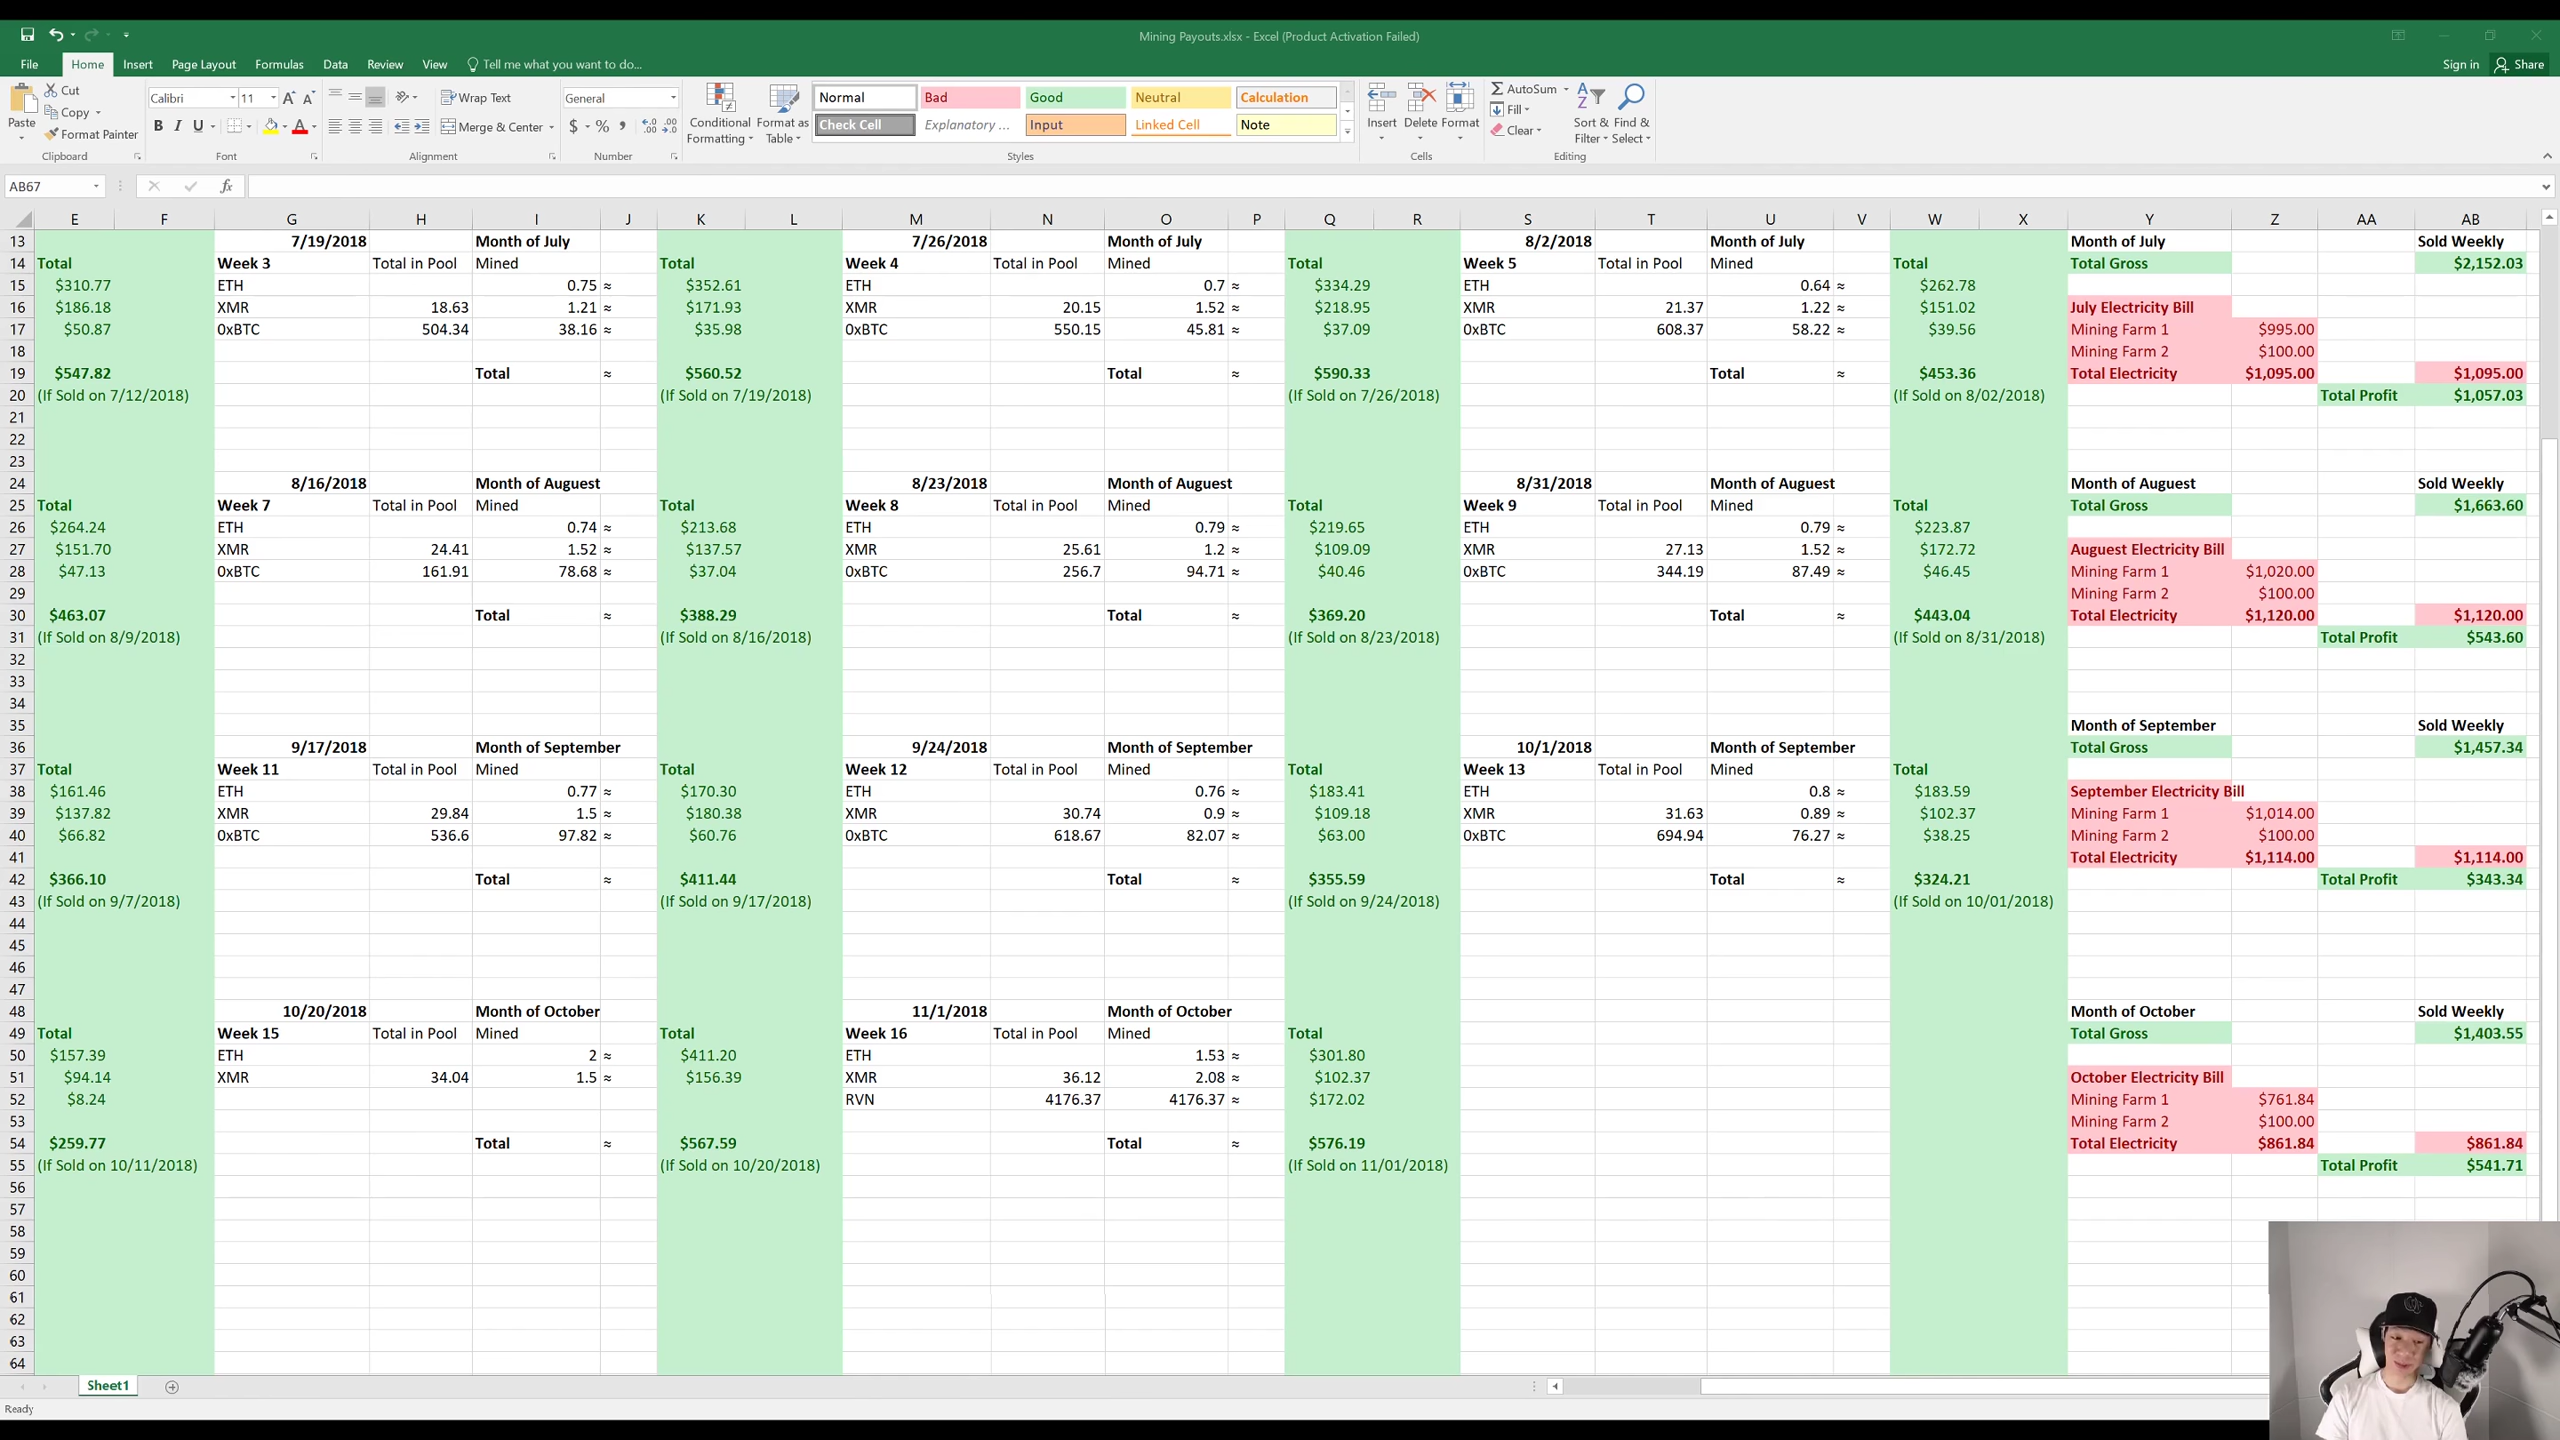 Mining Payouts.xlsx - Excel (Product Activation Failed)
File Home Insert Page Layout Formulas Data Review View Tell me what you want to do... Sign in Share
Paste Cut Copy Format Painter Clipboard
Calibri 11 B I U Font
Wrap Text Merge & Center Alignment
General $ % Number
Conditional Formatting Format as Table
Normal Bad Good Neutral Calculation
Check Cell Explanatory ... Input Linked Cell Note
Styles
Insert Delete Format Cells
AutoSum Fill Clear Sort & Filter Find & Select Editing
AB67 fx
E F G H I J K L M N O P Q R S T U V W X Y Z AA AB
13 7/19/2018 Month of July 7/26/2018 Month of July 8/2/2018 Month of July Month of July Sold Weekly
14 Total Week 3 Total in Pool Mined Total Week 4 Total in Pool Mined Total Week 5 Total in Pool Mined Total Total Gross $2,152.03
15 $310.77 ETH 0.75 ≈ $352.61 ETH 0.7 ≈ $334.29 ETH 0.64 ≈ $262.78
16 $186.18 XMR 18.63 1.21 ≈ $171.93 XMR 20.15 1.52 ≈ $218.95 XMR 21.37 1.22 ≈ $151.02 July Electricity Bill
17 $50.87 0xBTC 504.34 38.16 ≈ $35.98 0xBTC 550.15 45.81 ≈ $37.09 0xBTC 608.37 58.22 ≈ $39.56 Mining Farm 1 $995.00
18 Mining Farm 2 $100.00
19 $547.82 Total ≈ $560.52 Total ≈ $590.33 Total ≈ $453.36 Total Electricity $1,095.00 $1,095.00
20 (If Sold on 7/12/2018) (If Sold on 7/19/2018) (If Sold on 7/26/2018) (If Sold on 8/02/2018) Total Profit $1,057.03
21
22
23
24 8/16/2018 Month of Auguest 8/23/2018 Month of Auguest 8/31/2018 Month of Auguest Month of Auguest Sold Weekly
25 Total Week 7 Total in Pool Mined Total Week 8 Total in Pool Mined Total Week 9 Total in Pool Mined Total Total Gross $1,663.60
26 $264.24 ETH 0.74 ≈ $213.68 ETH 0.79 ≈ $219.65 ETH 0.79 ≈ $223.87
27 $151.70 XMR 24.41 1.52 ≈ $137.57 XMR 25.61 1.2 ≈ $109.09 XMR 27.13 1.52 ≈ $172.72 Auguest Electricity Bill
28 $47.13 0xBTC 161.91 78.68 ≈ $37.04 0xBTC 256.7 94.71 ≈ $40.46 0xBTC 344.19 87.49 ≈ $46.45 Mining Farm 1 $1,020.00
29 Mining Farm 2 $100.00
30 $463.07 Total ≈ $388.29 Total ≈ $369.20 Total ≈ $443.04 Total Electricity $1,120.00 $1,120.00
31 (If Sold on 8/9/2018) (If Sold on 8/16/2018) (If Sold on 8/23/2018) (If Sold on 8/31/2018) Total Profit $543.60
32
33
34
35 Month of September Sold Weekly
36 9/17/2018 Month of September 9/24/2018 Month of September 10/1/2018 Month of September Total Gross $1,457.34
37 Total Week 11 Total in Pool Mined Total Week 12 Total in Pool Mined Total Week 13 Total in Pool Mined Total
38 $161.46 ETH 0.77 ≈ $170.30 ETH 0.76 ≈ $183.41 ETH 0.8 ≈ $183.59 September Electricity Bill
39 $137.82 XMR 29.84 1.5 ≈ $180.38 XMR 30.74 0.9 ≈ $109.18 XMR 31.63 0.89 ≈ $102.37 Mining Farm 1 $1,014.00
40 $66.82 0xBTC 536.6 97.82 ≈ $60.76 0xBTC 618.67 82.07 ≈ $63.00 0xBTC 694.94 76.27 ≈ $38.25 Mining Farm 2 $100.00
41 Total Electricity $1,114.00 $1,114.00
42 $366.10 Total ≈ $411.44 Total ≈ $355.59 Total ≈ $324.21 Total Profit $343.34
43 (If Sold on 9/7/2018) (If Sold on 9/17/2018) (If Sold on 9/24/2018) (If Sold on 10/01/2018)
44
45
46
47
48 10/20/2018 Month of October 11/1/2018 Month of October Month of October Sold Weekly
49 Total Week 15 Total in Pool Mined Total Week 16 Total in Pool Mined Total Total Gross $1,403.55
50 $157.39 ETH 2 ≈ $411.20 ETH 1.53 ≈ $301.80
51 $94.14 XMR 34.04 1.5 ≈ $156.39 XMR 36.12 2.08 ≈ $102.37 October Electricity Bill
52 $8.24 RVN 4176.37 4176.37 ≈ $172.02 Mining Farm 1 $761.84
53 Mining Farm 2 $100.00
54 $259.77 Total ≈ $567.59 Total ≈ $576.19 Total Electricity $861.84 $861.84
55 (If Sold on 10/11/2018) (If Sold on 10/20/2018) (If Sold on 11/01/2018) Total Profit $541.71
56
57
58
59
60
61
62
63
64
Sheet1
Ready